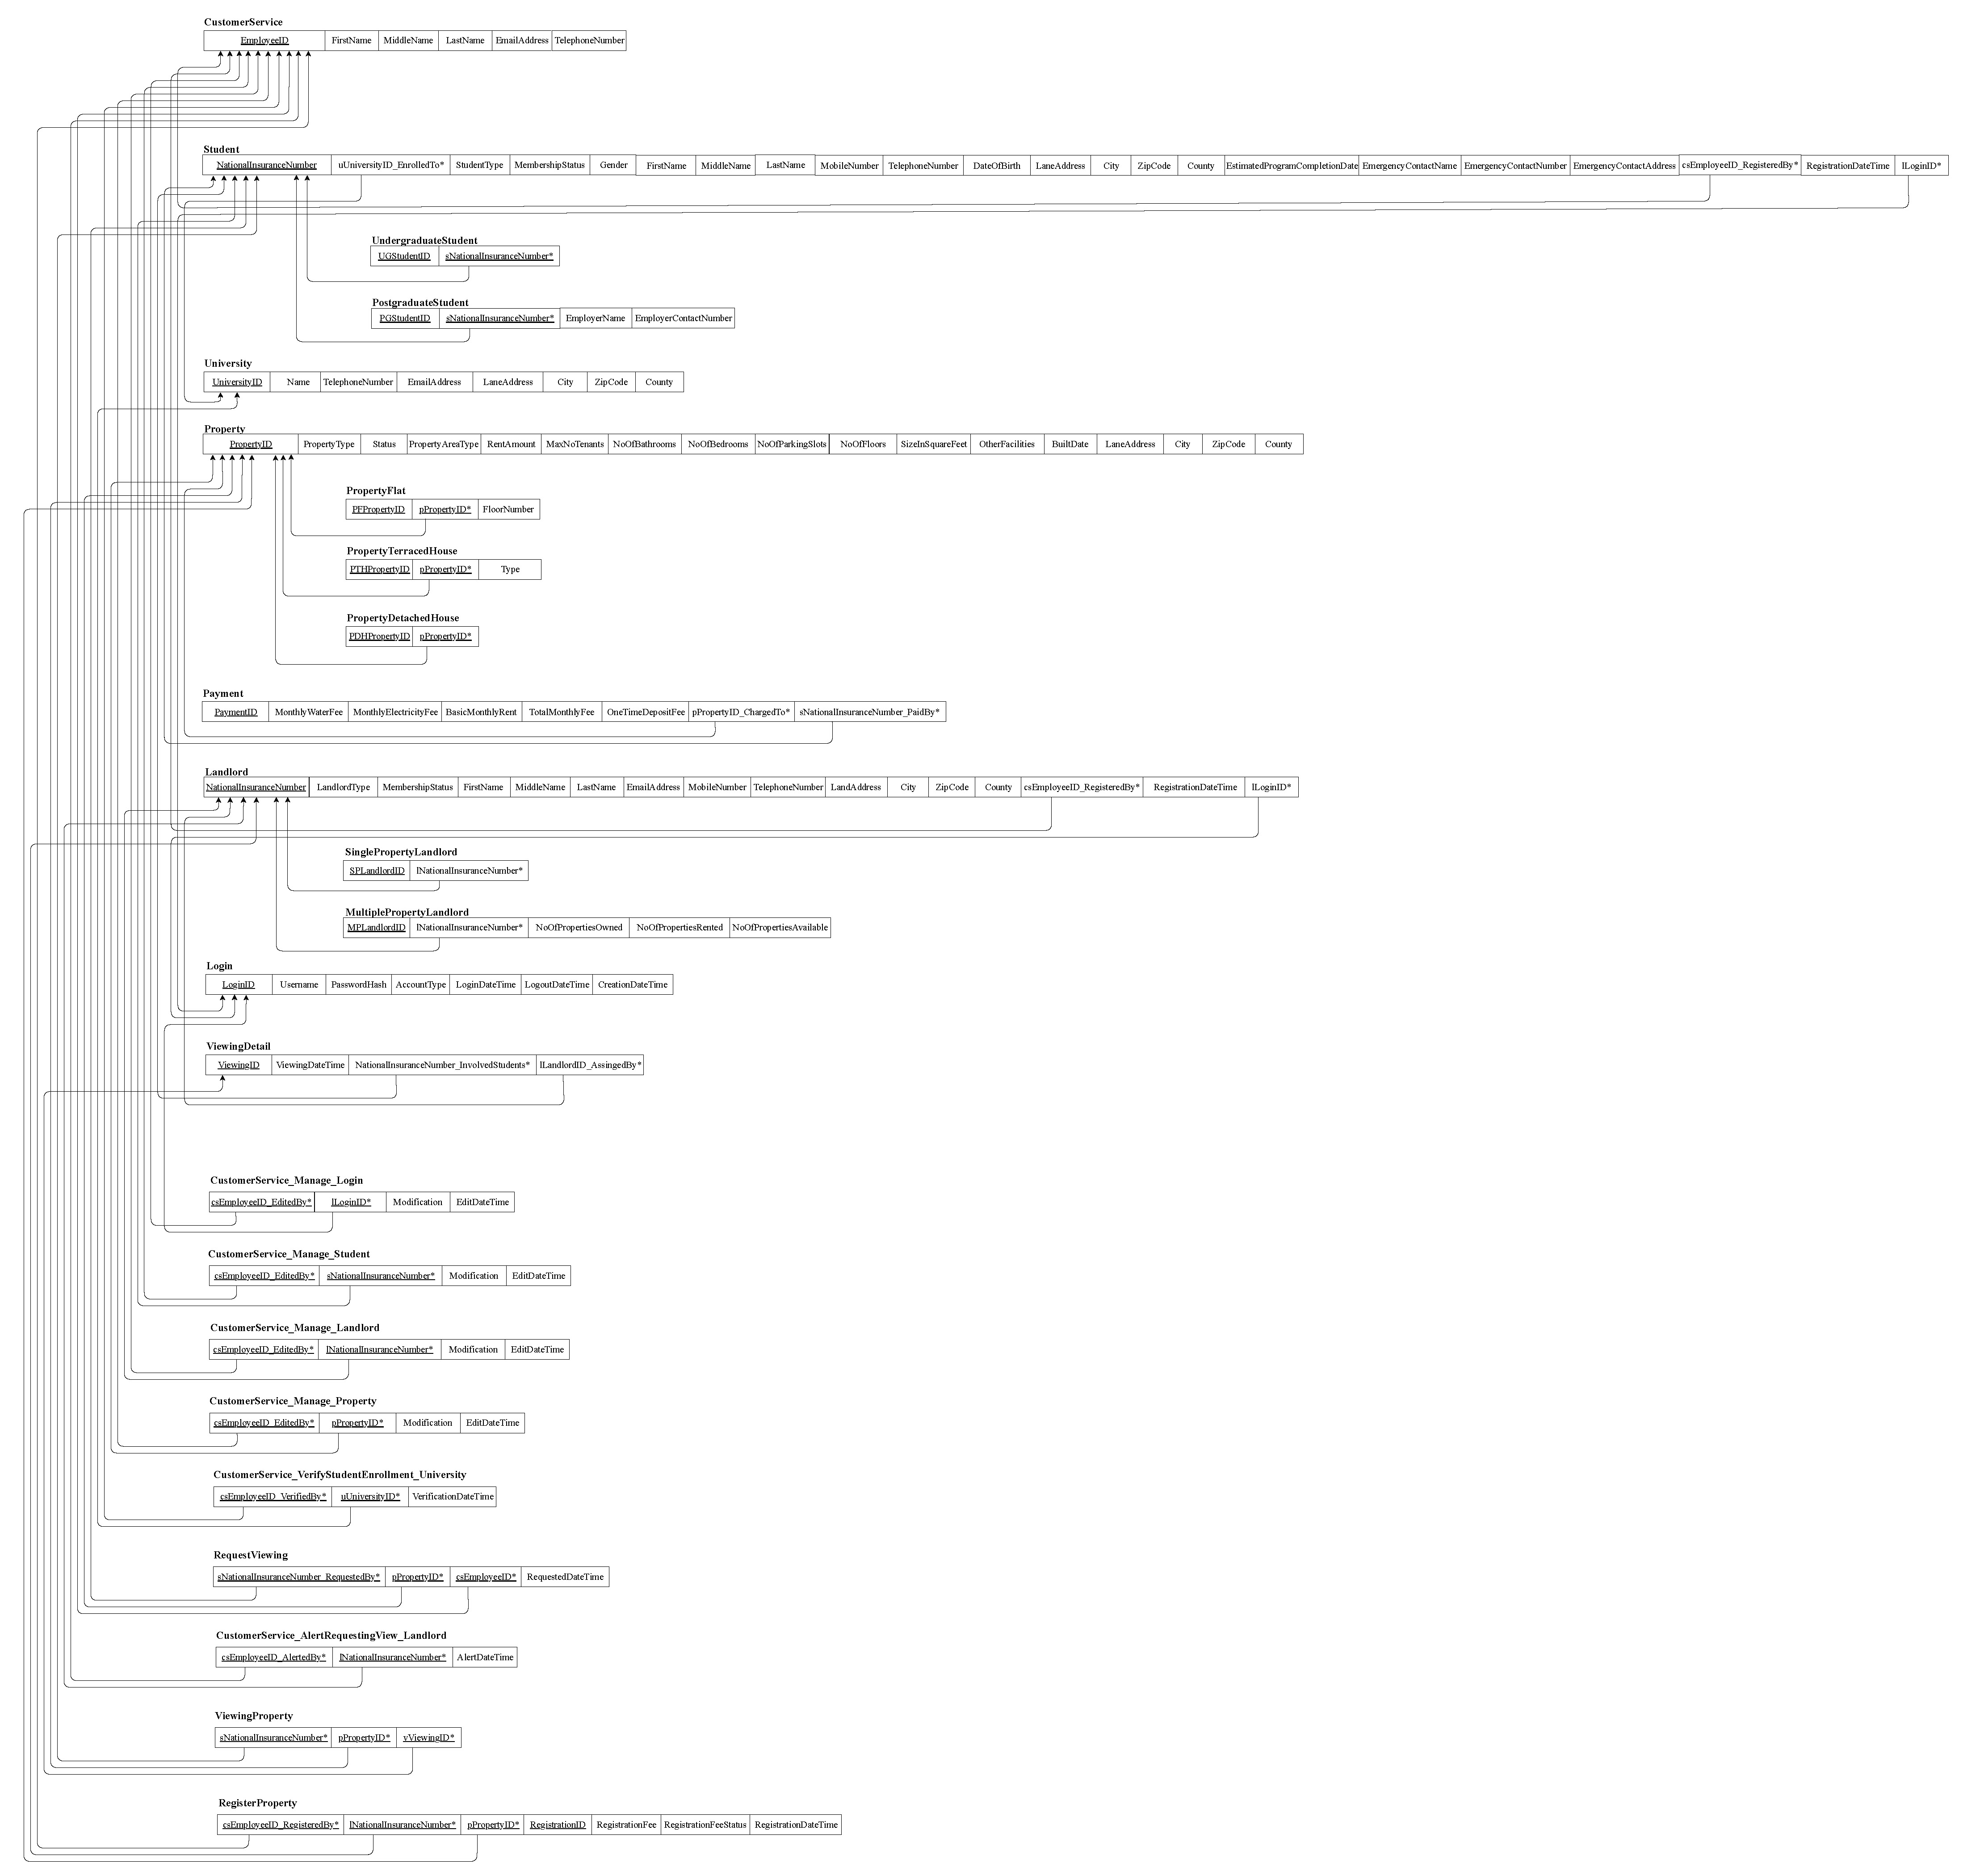 CustomerService
EmployeeID FirstName MiddleName LastName EmailAddress TelephoneNumber
Student
NationalInsuranceNumber uUniversityID_EnrolledTo* StudentType MembershipStatus Gender FirstName MiddleName LastName MobileNumber TelephoneNumber DateOfBirth LaneAddress City ZipCode County EstimatedProgramCompletionDate EmergencyContactName EmergencyContactNumber EmergencyContactAddress csEmployeeID_RegisteredBy* RegistrationDateTime lLoginID*
UndergraduateStudent
UGStudentID sNationalInsuranceNumber*
PostgraduateStudent
PGStudentID sNationalInsuranceNumber* EmployerName EmployerContactNumber
University
UniversityID Name TelephoneNumber EmailAddress LaneAddress City ZipCode County
Property
PropertyID PropertyType Status PropertyAreaType RentAmount MaxNoTenants NoOfBathrooms NoOfBedrooms NoOfParkingSlots NoOfFloors SizeInSquareFeet OtherFacilities BuiltDate LaneAddress City ZipCode County
PropertyFlat
PFPropertyID pPropertyID* FloorNumber
PropertyTerracedHouse
PTHPropertyID pPropertyID* Type
PropertyDetachedHouse
PDHPropertyID pPropertyID*
Payment
PaymentID MonthlyWaterFee MonthlyElectricityFee BasicMonthlyRent TotalMonthlyFee OneTimeDepositFee pPropertyID_ChargedTo* sNationalInsuranceNumber_PaidBy*
Landlord
NationalInsuranceNumber LandlordType MembershipStatus FirstName MiddleName LastName EmailAddress MobileNumber TelephoneNumber LandAddress City ZipCode County csEmployeeID_RegisteredBy* RegistrationDateTime lLoginID*
SinglePropertyLandlord
SPLandlordID lNationalInsuranceNumber*
MultiplePropertyLandlord
MPLandlordID lNationalInsuranceNumber* NoOfPropertiesOwned NoOfPropertiesRented NoOfPropertiesAvailable
Login
LoginID Username PasswordHash AccountType LoginDateTime LogoutDateTime CreationDateTime
ViewingDetail
ViewingID ViewingDateTime NationalInsuranceNumber_InvolvedStudents* lLandlordID_AssingedBy*
CustomerService_Manage_Login
csEmployeeID_EditedBy* lLoginID* Modification EditDateTime
CustomerService_Manage_Student
csEmployeeID_EditedBy* sNationalInsuranceNumber* Modification EditDateTime
CustomerService_Manage_Landlord
csEmployeeID_EditedBy* lNationalInsuranceNumber* Modification EditDateTime
CustomerService_Manage_Property
csEmployeeID_EditedBy* pPropertyID* Modification EditDateTime
CustomerService_VerifyStudentEnrollment_University
csEmployeeID_VerifiedBy* uUniversityID* VerificationDateTime
RequestViewing
sNationalInsuranceNumber_RequestedBy* pPropertyID* csEmployeeID* RequestedDateTime
CustomerService_AlertRequestingView_Landlord
csEmployeeID_AlertedBy* lNationalInsuranceNumber* AlertDateTime
ViewingProperty
sNationalInsuranceNumber* pPropertyID* vViewingID*
RegisterProperty
csEmployeeID_RegisteredBy* lNationalInsuranceNumber* pPropertyID* RegistrationID RegistrationFee RegistrationFeeStatus RegistrationDateTime